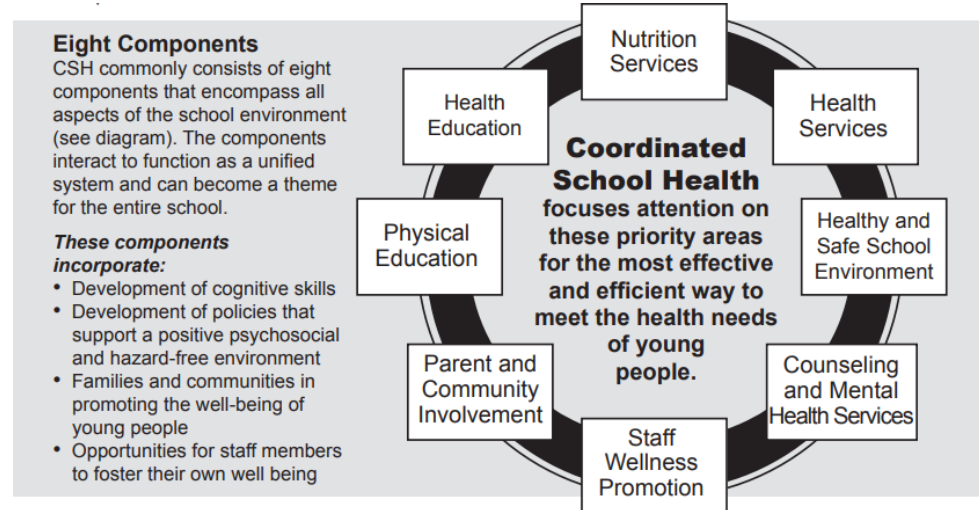 Eight Components
CSH commonly consists of eight
components that encompass all
aspects of the school environment
(see diagram). The components
interact to function as a unified
system and can become a theme
for the entire school.
These components
incorporate:
• Development of cognitive skills
• Development of policies that
support a positive psychosocial
and hazard-free environment
• Families and communities in
promoting the well-being of
young people
• Opportunities for staff members
to foster their own well being
Nutrition
Services
Health
Services
Healthy and
Safe School
Environment
Counseling
and Mental
Health Services
Staff
Wellness
Promotion
Parent and
Community
Involvement
Physical
Education
Health
Education
Coordinated
School Health
focuses attention on
these priority areas
for the most effective
and efficient way to
meet the health needs
of young
people.